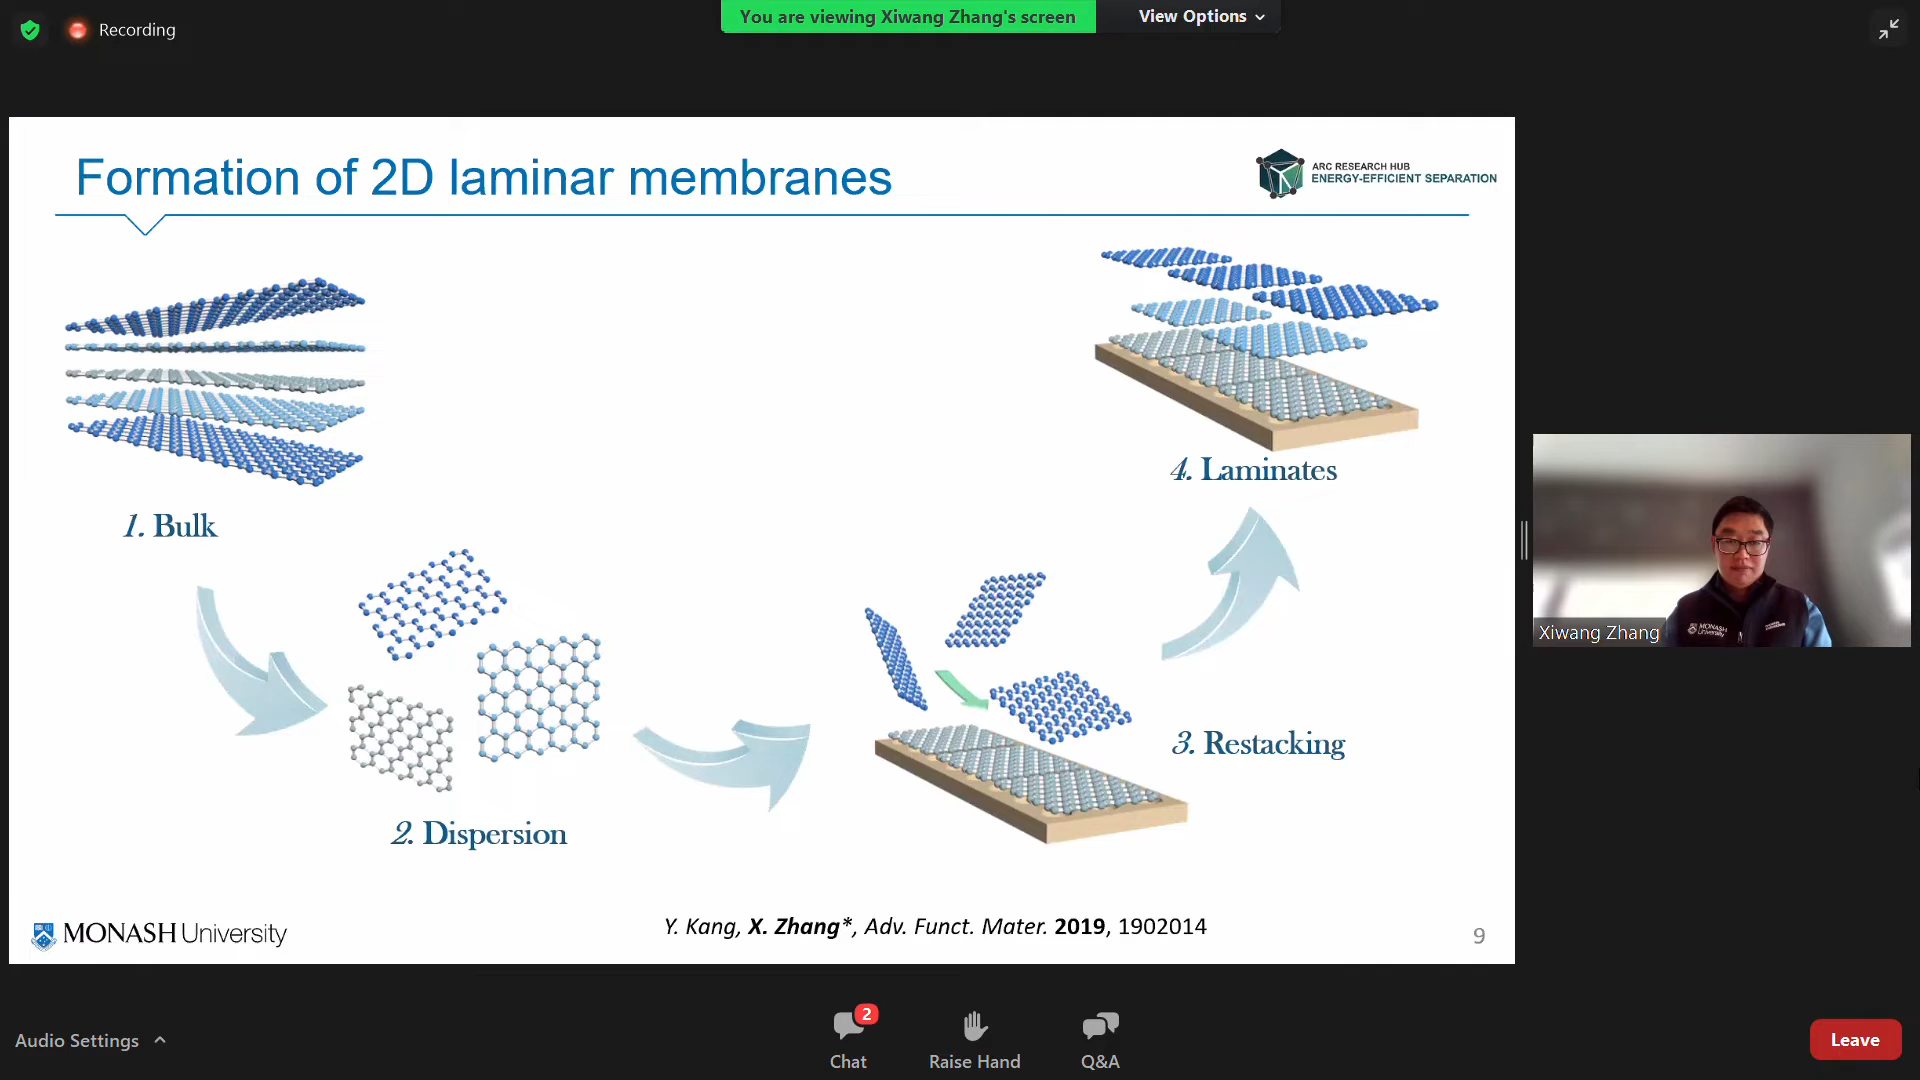 You are viewing Xiwang Zhang's screen
View Options
Recording
Formation of 2D laminar membranes
ARC RESEARCH HUB
ENERGY-EFFICIENT SEPARATION
1. Bulk
2. Dispersion
3. Restacking
4. Laminates
MONASH University
Y. Kang, X. Zhang*, Adv. Funct. Mater. 2019, 1902014
9
Xiwang Zhang
MONASH
University
Audio Settings
2
Chat
Raise Hand
Q&A
Leave